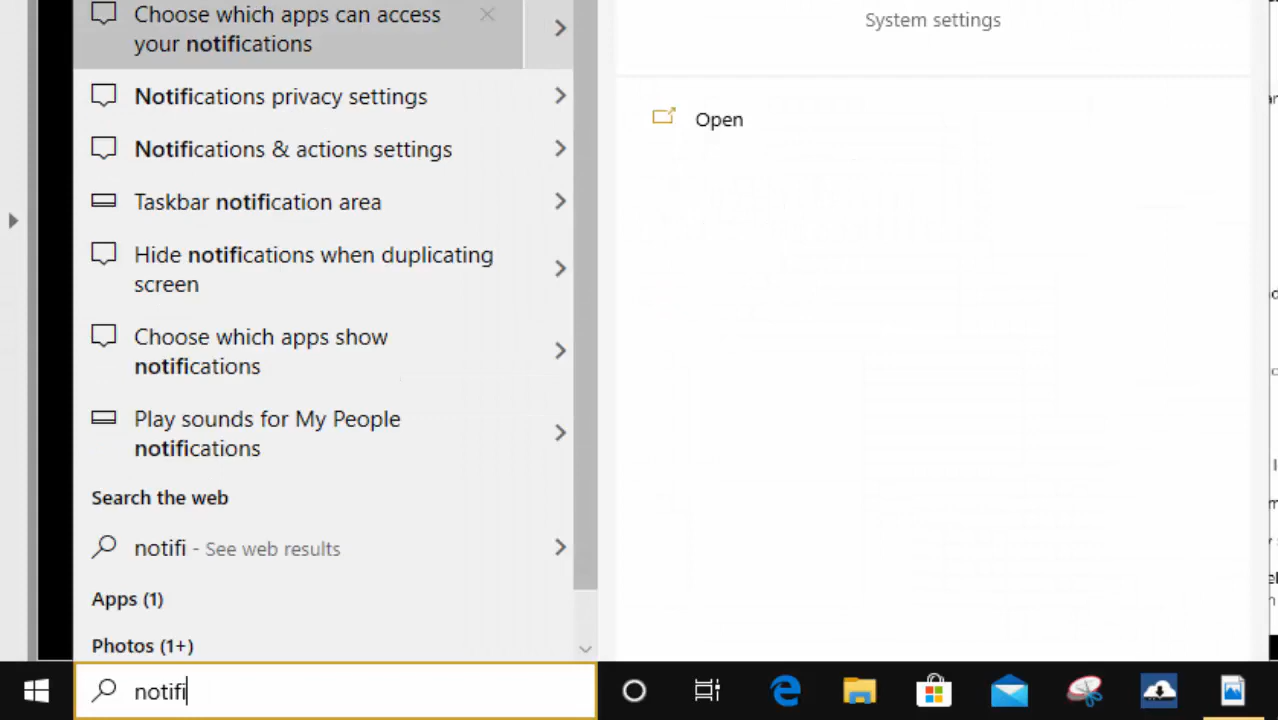 Choose which apps can access
your notifications
System settings
Open
Notifications privacy settings
Notifications & actions settings
Taskbar notification area
Hide notifications when duplicating
screen
Choose which apps show
notifications
Play sounds for My People
notifications
Search the web
notifi - See web results
Apps (1)
Photos (1+)
notifi